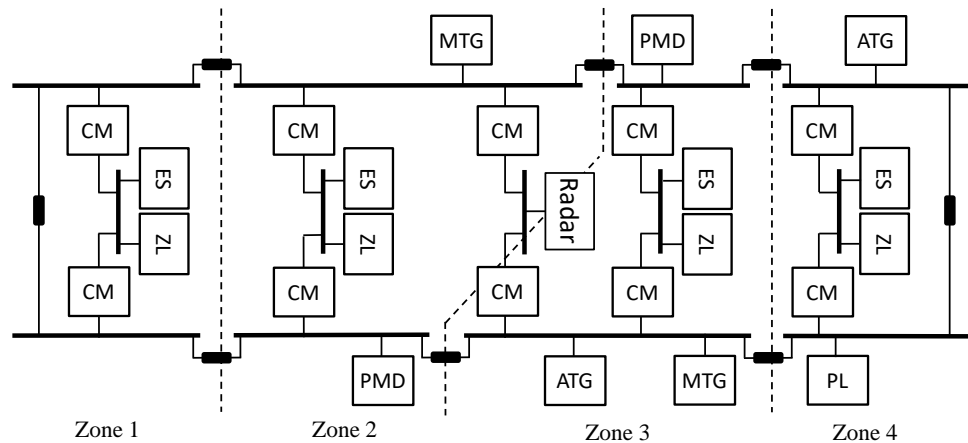 MTG
PMD
ATG
CM
CM
CM
CM
CM
ES
ES
Radar
ES
ES
ZL
ZL
ZL
ZL
CM
CM
CM
CM
CM
PMD
ATG
MTG
PL
Zone 1
Zone 2
Zone 3
Zone 4